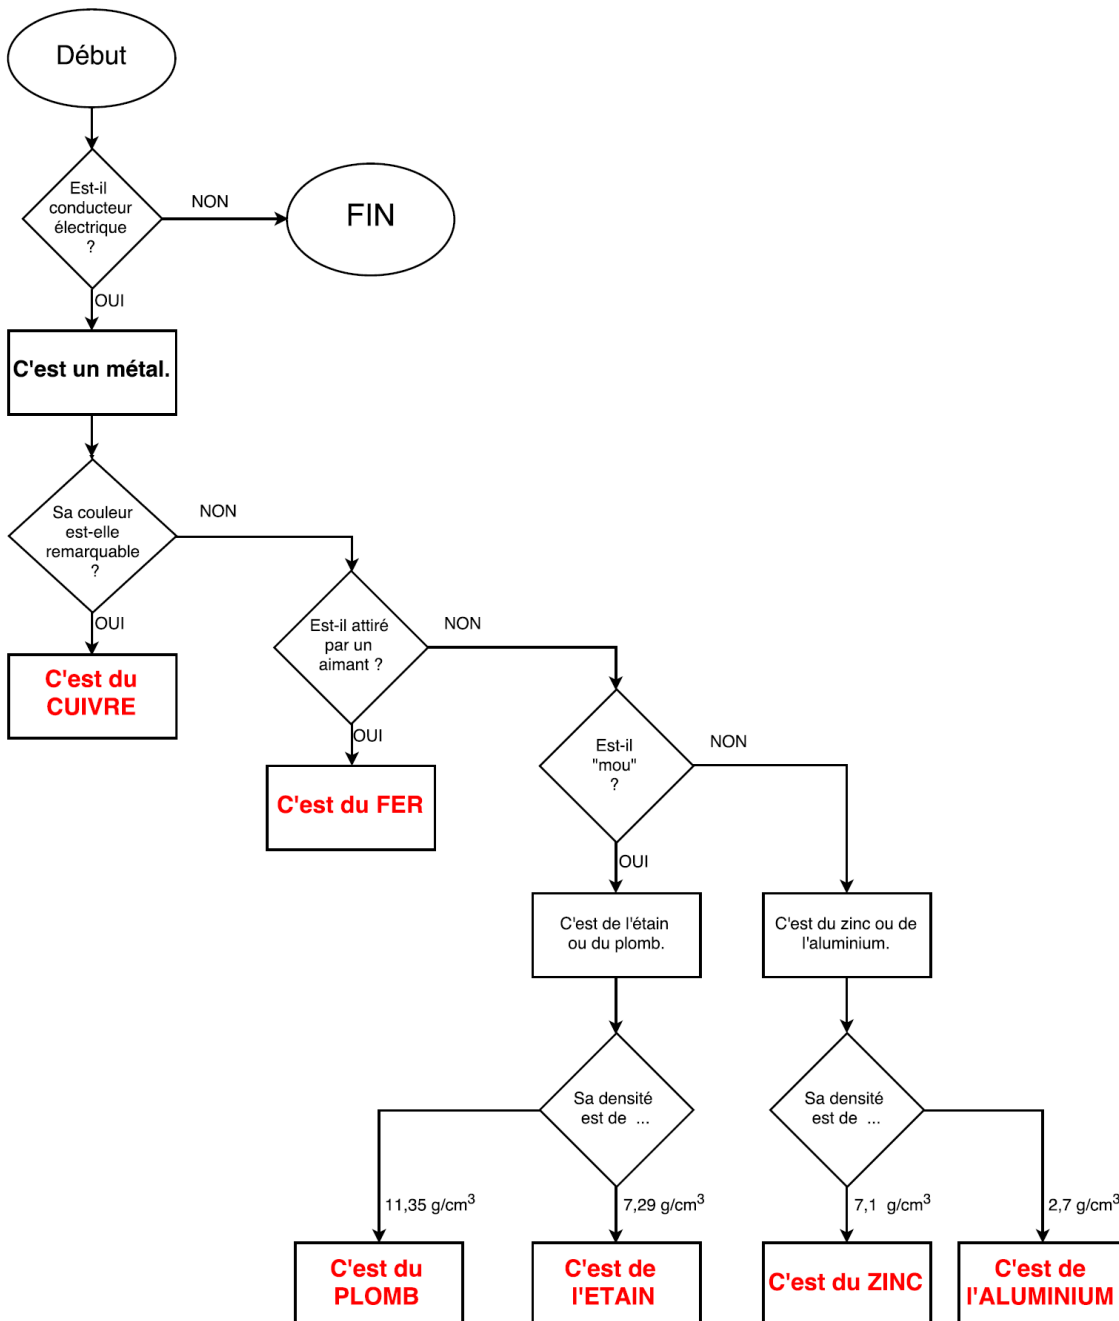 Début
Est-il
conducteur
électrique
?
NON
FIN
OUI
C'est un métal.
Sa couleur
est-elle
remarquable
?
NON
OUI
C'est du
CUIVRE
Est-il attiré
par un
aimant ?
NON
OUI
C'est du FER
Est-il
"mou"
?
NON
OUI
C'est de l'étain
ou du plomb.
C'est du zinc ou de
l'aluminium.
Sa densité
est de ...
Sa densité
est de ...
11,35 g/cm³
7,29 g/cm³
7,1 g/cm³
2,7 g/cm³
C'est du
PLOMB
C'est de
l'ETAIN
C'est du ZINC
C'est de
l'ALUMINIUM